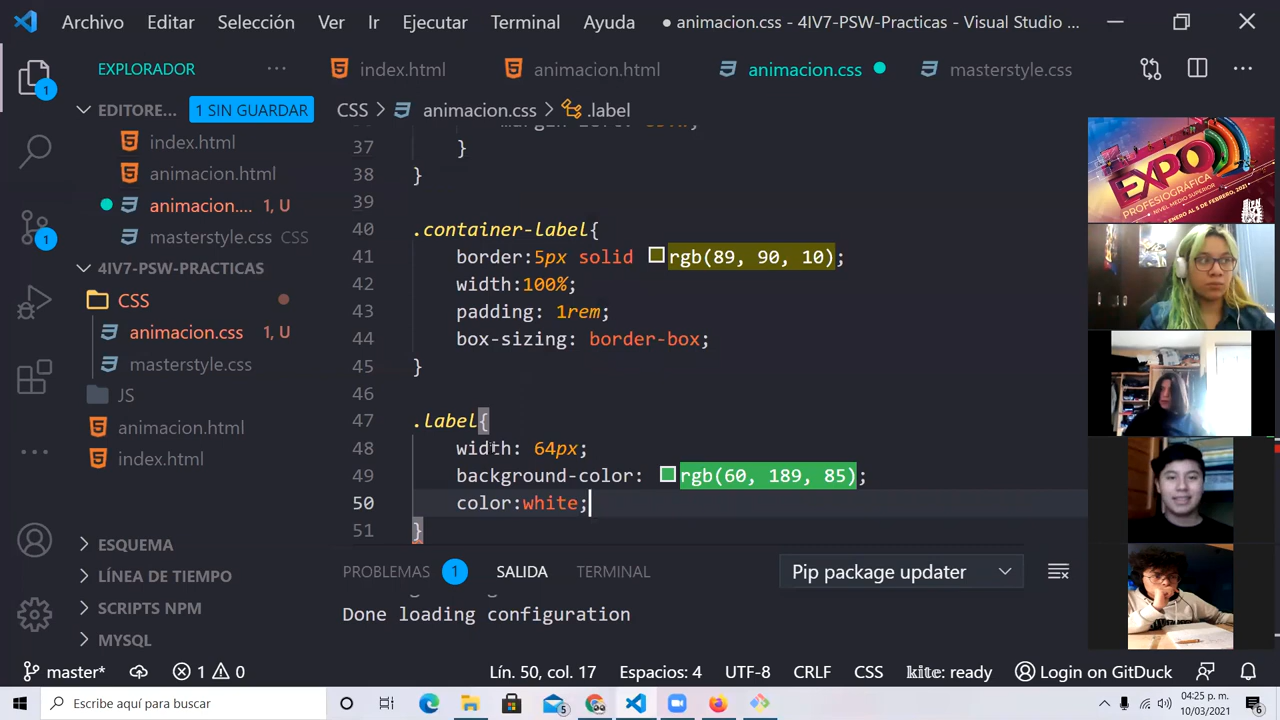 Archivo Editar Selección Ver Ir Ejecutar Terminal Ayuda ● animacion.css - 4IV7-PSW-Practicas - Visual Studio ...
EXPLORADOR ...
index.html animacion.html animacion.css masterstyle.css
EDITORE... 1 SIN GUARDAR
index.html
animacion.html
animacion.... 1, U
masterstyle.css CSS
4IV7-PSW-PRACTICAS
CSS
animacion.css 1, U
masterstyle.css
JS
animacion.html
index.html
ESQUEMA
LÍNEA DE TIEMPO
SCRIPTS NPM
MYSQL
1
1
CSS > animacion.css > .label
37 }
38 }
39
40 .container-label{
41 border:5px solid rgb(89, 90, 10);
42 width:100%;
43 padding: 1rem;
44 box-sizing: border-box;
45 }
46
47 .label{
48 width: 64px;
49 background-color: rgb(60, 189, 85);
50 color:white;
51 }
PROBLEMAS 1 SALIDA TERMINAL Pip package updater
Done loading configuration
EXPO
PROFESIOGRÁFICA
NIVEL MEDIO SUPERIOR
master* 1 0 Lín. 50, col. 17 Espacios: 4 UTF-8 CRLF CSS kite: ready Login on GitDuck
Escribe aquí para buscar
5
04:25 p. m.
10/03/2021
6